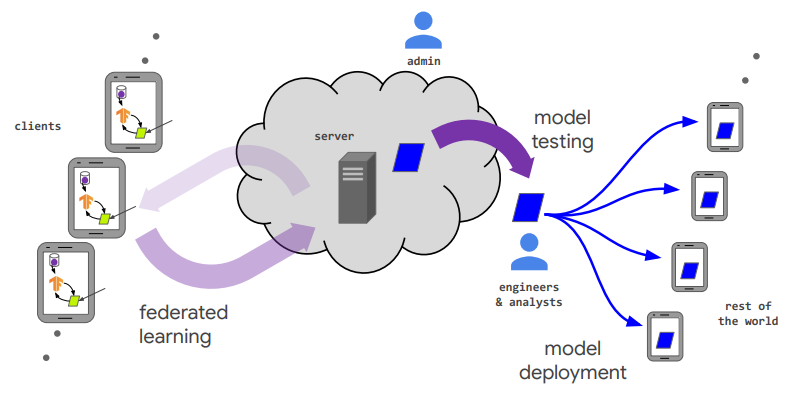 admin
clients
server
model
testing
federated
learning
engineers
& analysts
rest of
the world
model
deployment